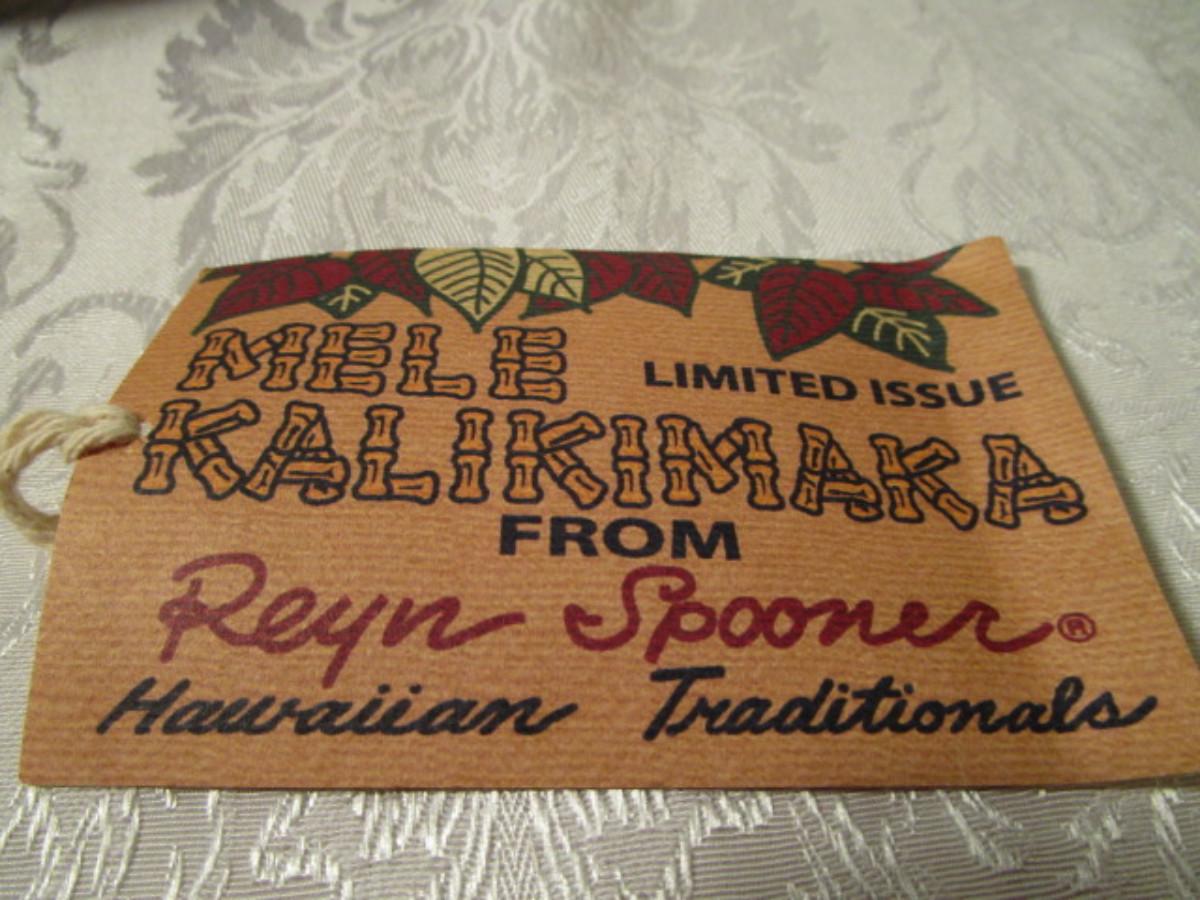 MELE
LIMITED ISSUE
KALIKIMAKA
FROM
Reyn Spooner®
Hawaiian Traditionals